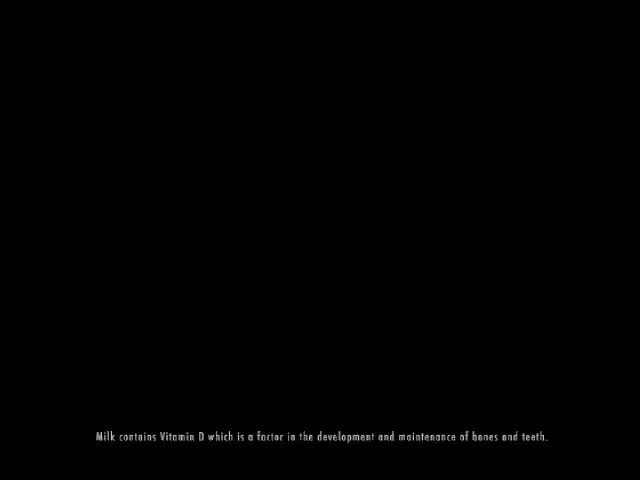 Milk contains Vitamin D which is a factor in the development and maintenance of bones and teeth.